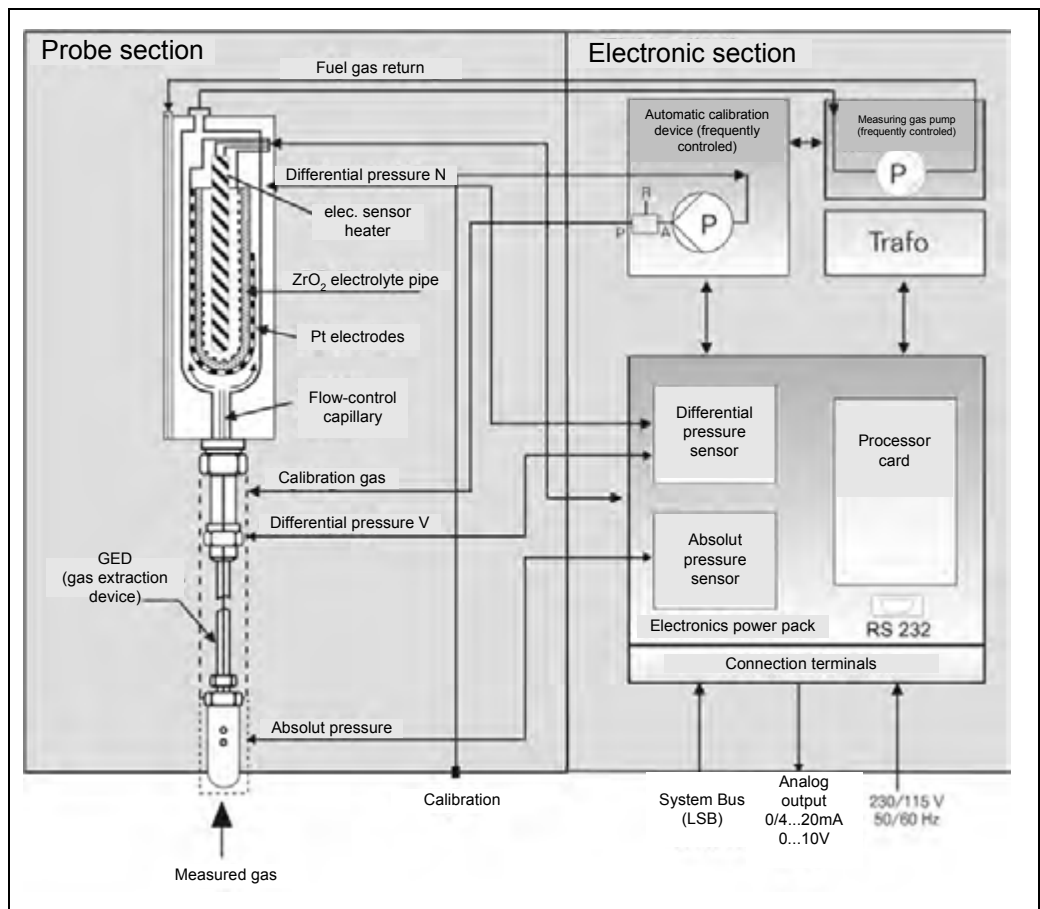 Probe section
Electronic section
Fuel gas return
Automatic calibration
device (frequently
controled)
Measuring gas pump
(frequently controled)
P
Differential pressure N
R
P
A
P
elec. sensor
heater
Trafo
ZrO2 electrolyte pipe
Pt electrodes
Flow-control
capillary
Differential
pressure
sensor
Processor
card
Calibration gas
Differential pressure V
GED
(gas extraction
device)
Absolut
pressure
sensor
Electronics power pack
RS 232
Connection terminals
Absolut pressure
Calibration
System Bus
(LSB)
Analog
output
0/4...20mA
0...10V
230/115 V
50/60 Hz
Measured gas